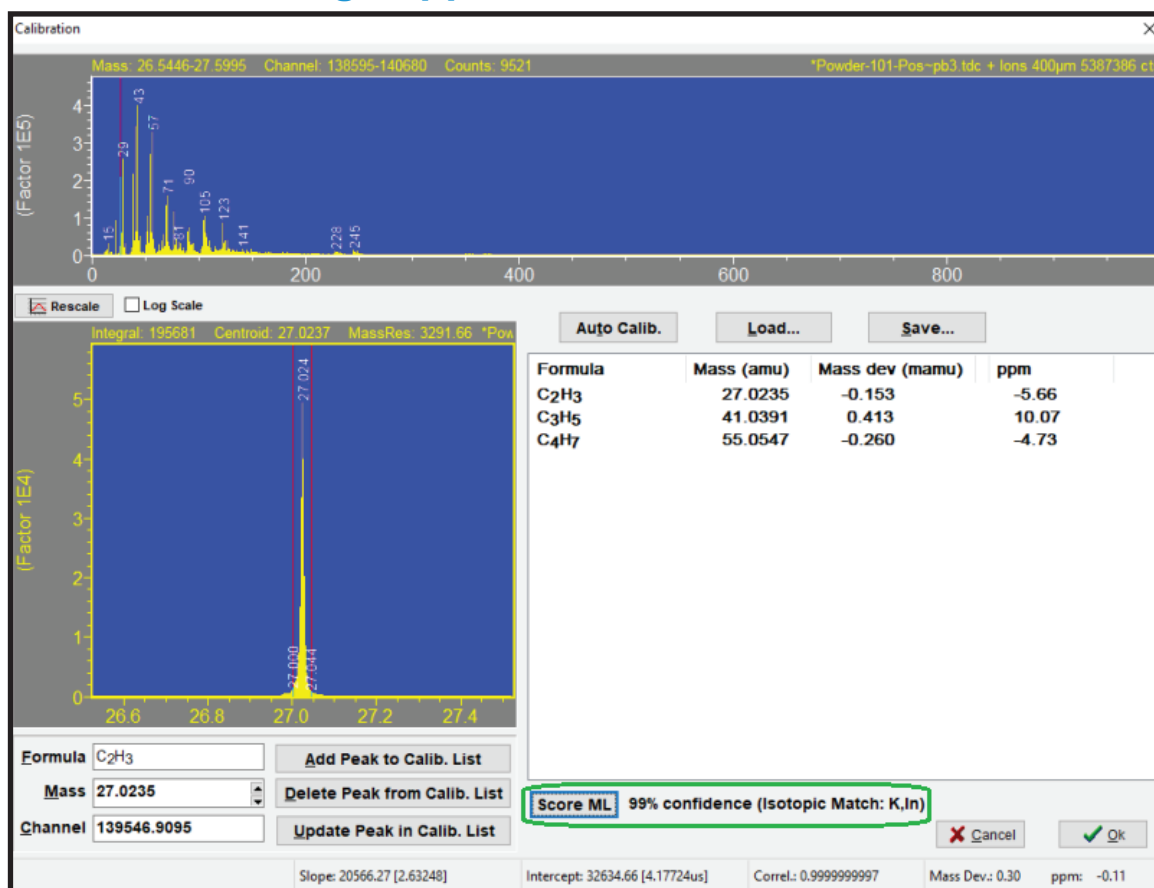 Calibration
Mass: 26.5446-27.5995 Channel: 138595-140680 Counts: 9521 *Powder-101-Pos~pb3.tdc + Ions 400µm 5387386
(Factor 1E5)
4
3
2
1
0
15
29
43
57
71
81
90
105
123
141
228
245
0 200 400 600 800
Rescale Log Scale
Integral: 195681 Centroid: 27.0237 MassRes: 3291.66
(Factor 1E4)
5
4
3
2
1
0
27.024
27.000
27.044
26.6 26.8 27.0 27.2 27.4
Auto Calib. Load... Save...
Formula Mass (amu) Mass dev (mamu) ppm
C2H3 27.0235 -0.153 -5.66
C3H5 41.0391 0.413 10.07
C4H7 55.0547 -0.260 -4.73
Formula C2H3 Add Peak to Calib. List
Mass 27.0235 Delete Peak from Calib. List
Channel 139546.9095 Update Peak in Calib. List
Score ML 99% confidence (Isotopic Match: K,In)
Cancel Ok
Slope: 20566.27 [2.63248] Intercept: 32634.66 [4.17724us] Correl.: 0.9999999997 Mass Dev.: 0.30 ppm: -0.11